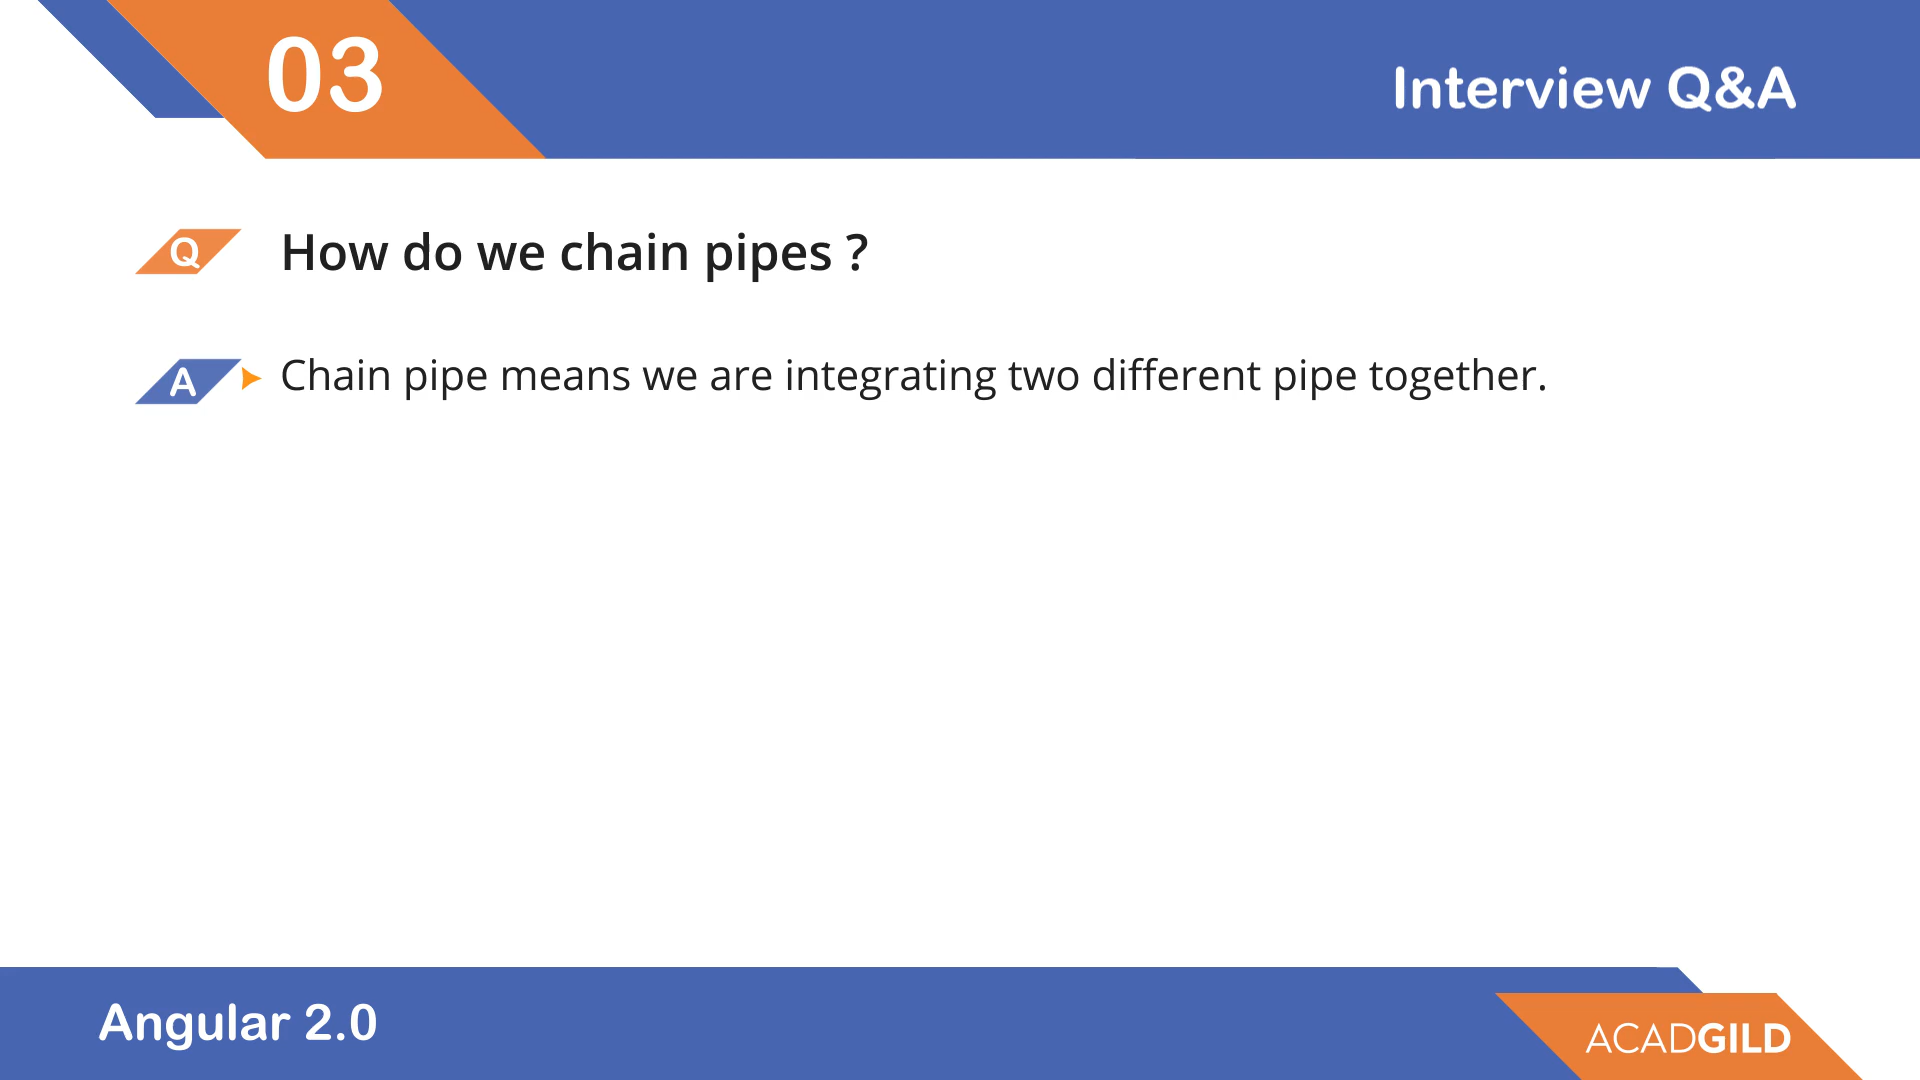 03
Interview Q&A
Q How do we chain pipes ?
A Chain pipe means we are integrating two different pipe together.
Angular 2.0
ACADGILD